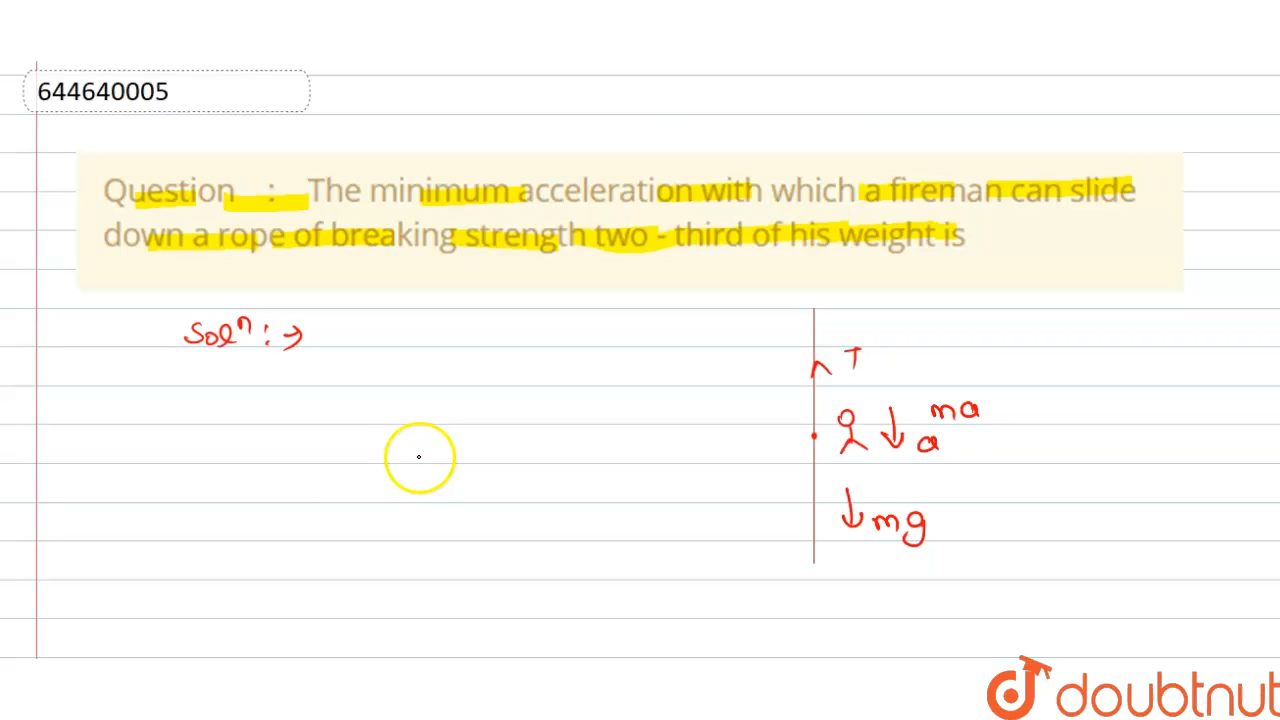 644640005
Question : The minimum acceleration with which a fireman can slide
down a rope of breaking strength two - third of his weight is
Solⁿ : →
T
ma
a
mg
doubtnut